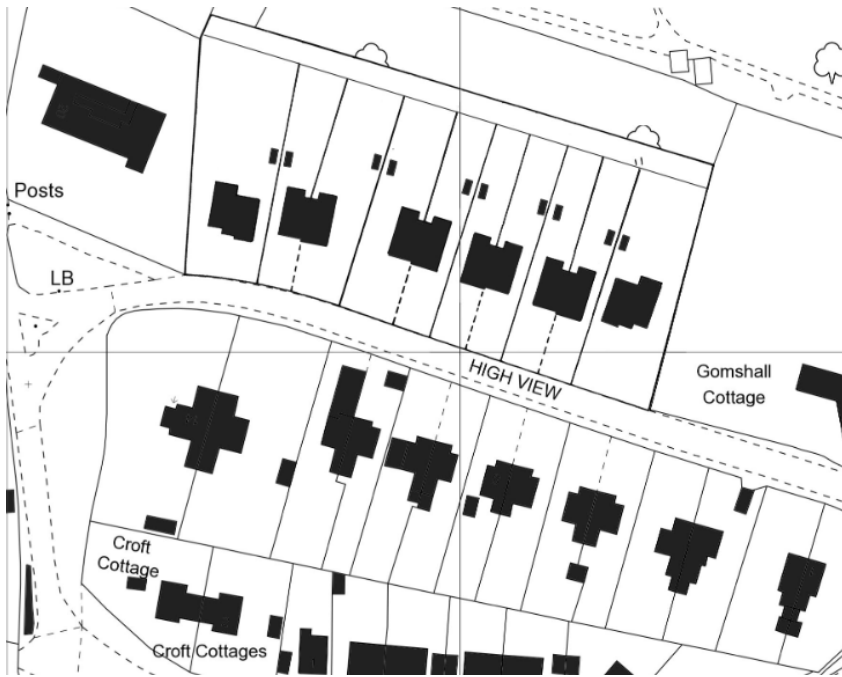 Posts
LB
HIGH VIEW
Gomshall
Cottage
Croft
Cottage
Croft Cottages